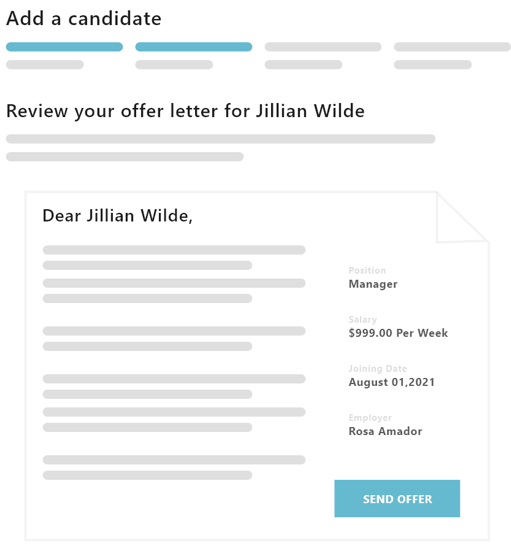 Add a candidate
Review your offer letter for Jillian Wilde
Dear Jillian Wilde,
Position
Manager
Salary
$999.00 Per Week
Joining Date
August 01,2021
Employer
Rosa Amador
SEND OFFER